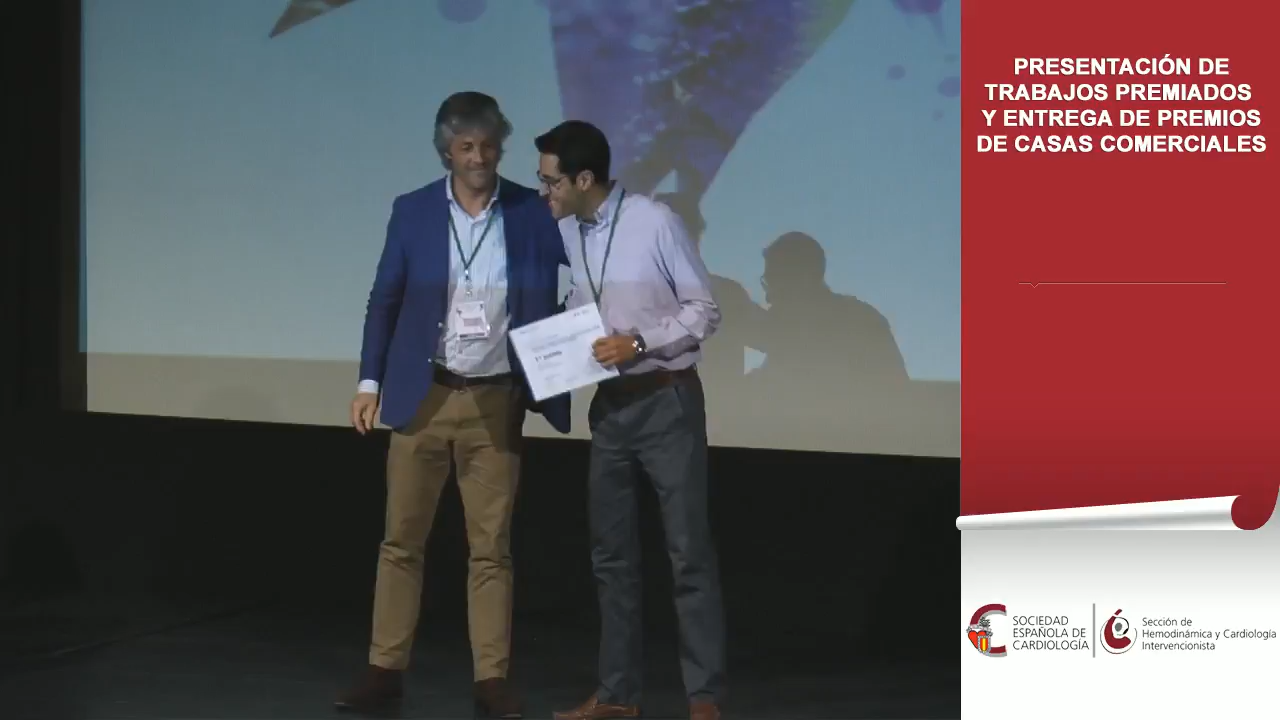 PRESENTACIÓN DE
TRABAJOS PREMIADOS
Y ENTREGA DE PREMIOS
DE CASAS COMERCIALES
SOCIEDAD
ESPAÑOLA DE
CARDIOLOGÍA
Sección de
Hemodinámica y Cardiología
Intervencionista